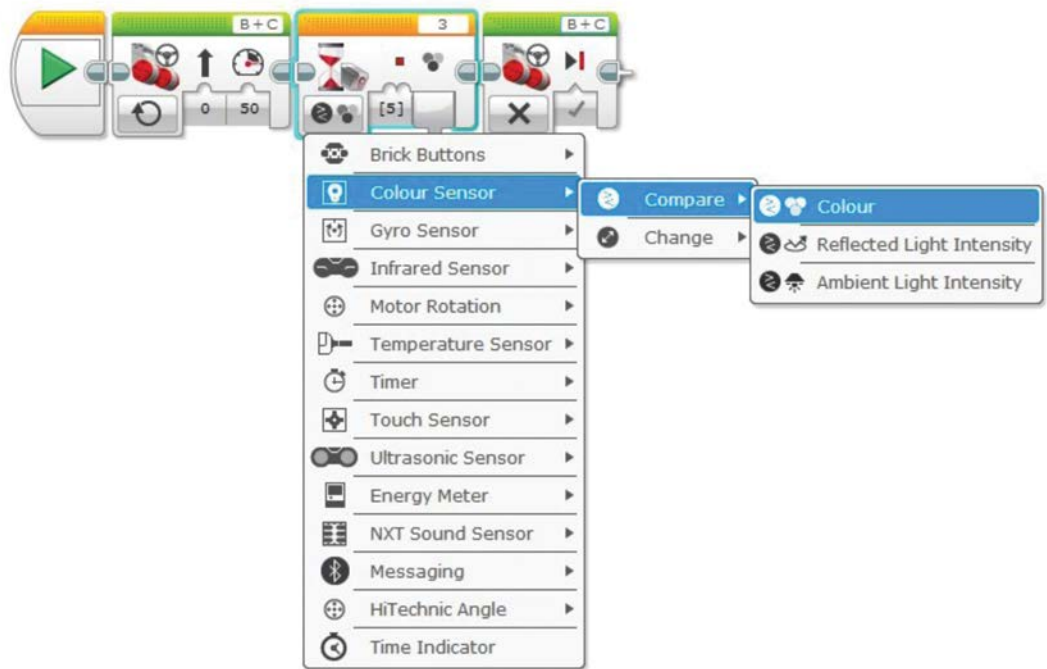 B+C
3
B+C
0
50
[5]
Brick Buttons
Colour Sensor
Compare
Colour
Gyro Sensor
Change
Reflected Light Intensity
Infrared Sensor
Ambient Light Intensity
Motor Rotation
Temperature Sensor
Timer
Touch Sensor
Ultrasonic Sensor
Energy Meter
NXT Sound Sensor
Messaging
HiTechnic Angle
Time Indicator